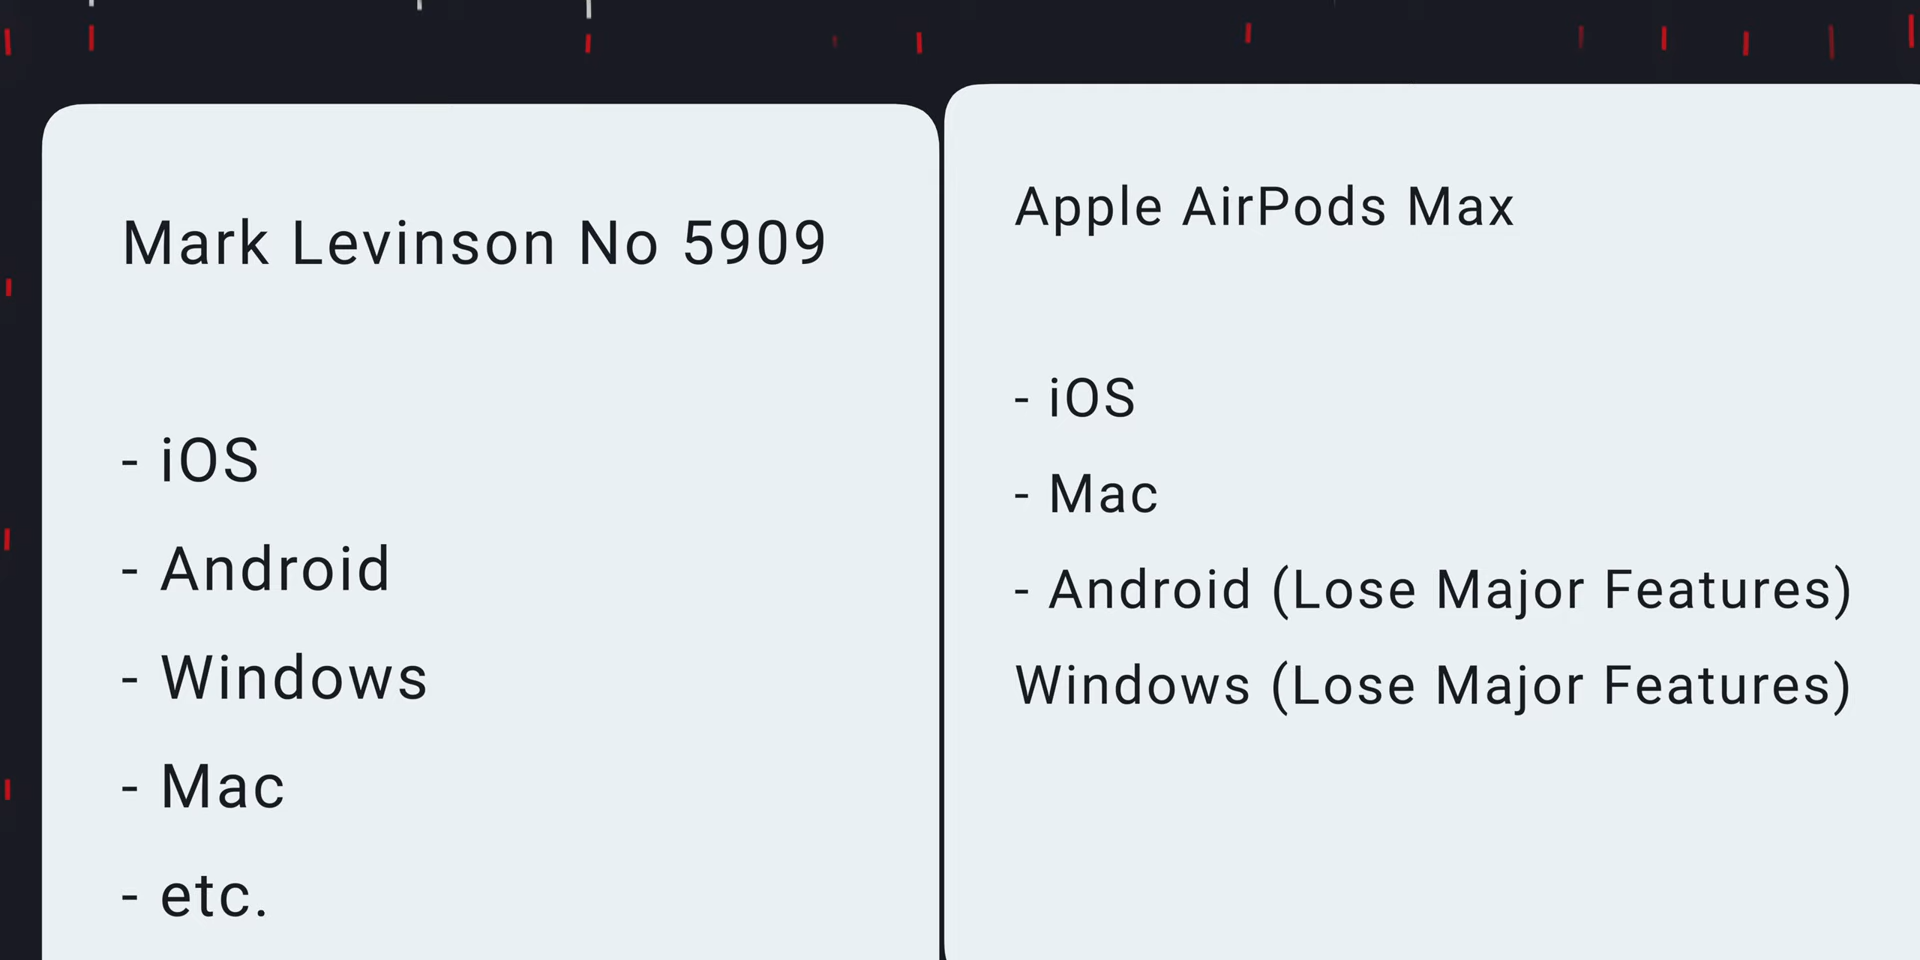 Mark Levinson No 5909
- iOS
- Android
- Windows
- Mac
- etc.
Apple AirPods Max
- iOS
- Mac
- Android (Lose Major Features)
Windows (Lose Major Features)